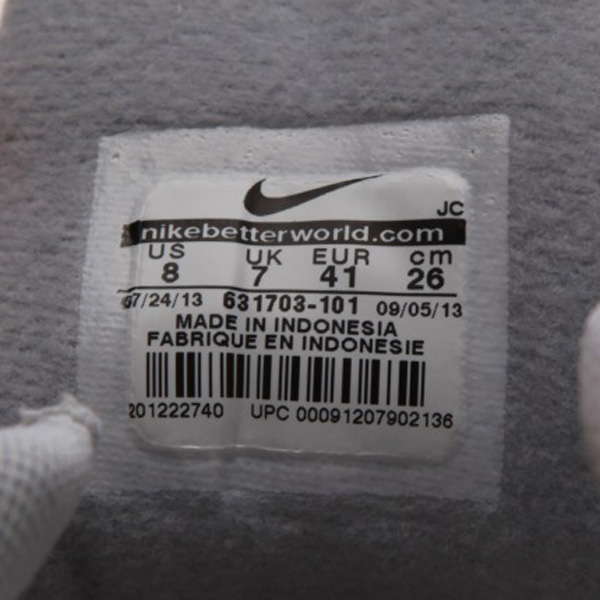 JC
nikebetterworld.com
US UK EUR cm
8 7 41 26
07/24/13 631703-101 09/05/13
MADE IN INDONESIA
FABRIQUE EN INDONESIE
201222740 UPC 00091207902136